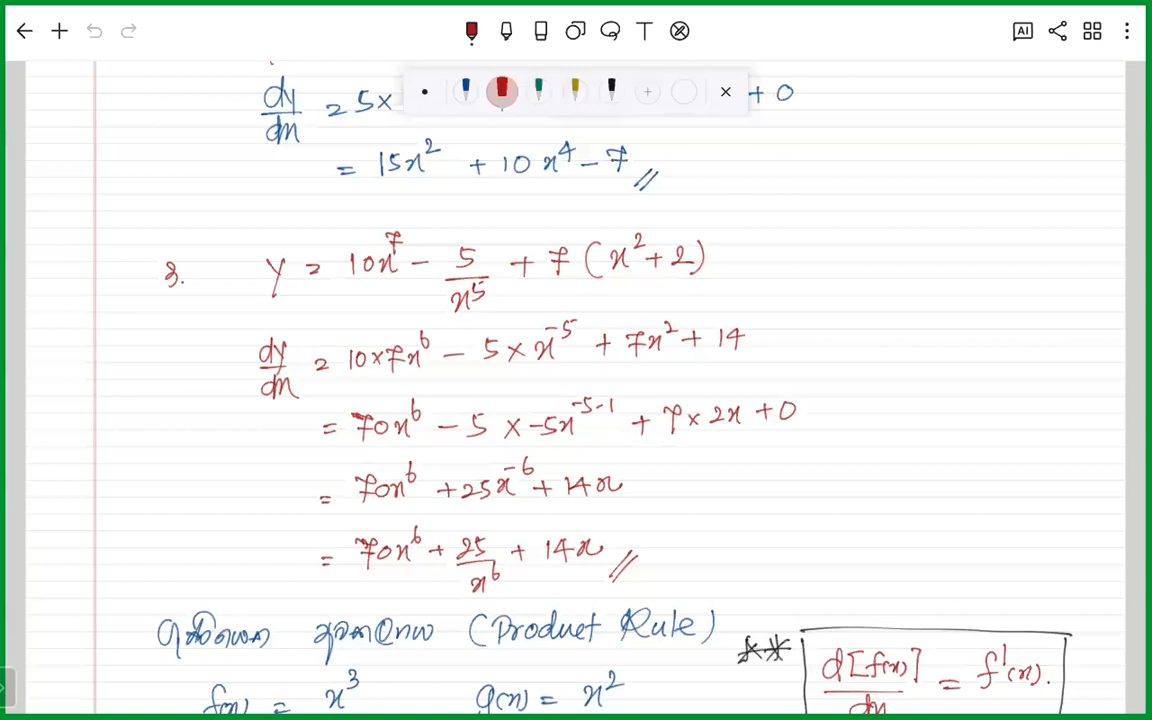 AI
T
dy/dx = 5x + 0
= 15x² + 10x⁴ - 7 //
3. y = 10x⁷ - 5/x⁵ + 7 (x² + 2)
dy/dx = 10×7x⁶ - 5 × x⁻⁵ + 7x² + 14
= 70x⁶ - 5 × -5x⁻⁵⁻¹ + 7 × 2x + 0
= 70x⁶ + 25x⁻⁶ + 14x
= 70x⁶ + 25/x⁶ + 14x //
(Product Rule)
f(x) = x³ g(x) = x²
** d[f(x)]/dx = f'(x).